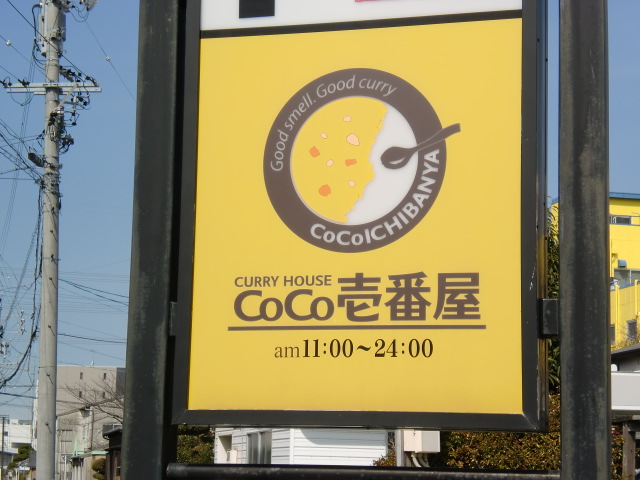 Good smell. Good curry
CoCoICHIBANYA
CURRY HOUSE
CoCo壱番屋
am11:00~24:00